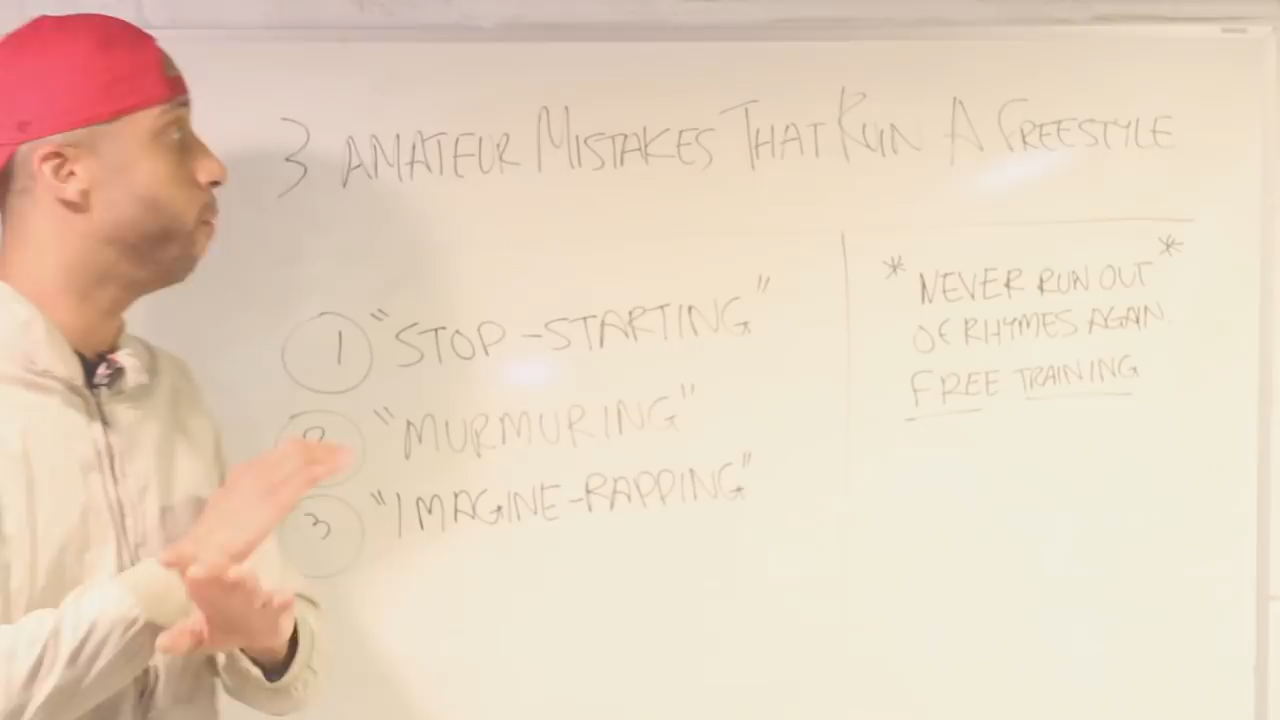 3 AMATEUR MISTAKES THAT RUIN A FREESTYLE
1 "STOP-STARTING"
2 "MURMURING"
3 "IMAGINE-RAPPING"
* NEVER RUN OUT *
OF RHYMES AGAIN
FREE TRAINING